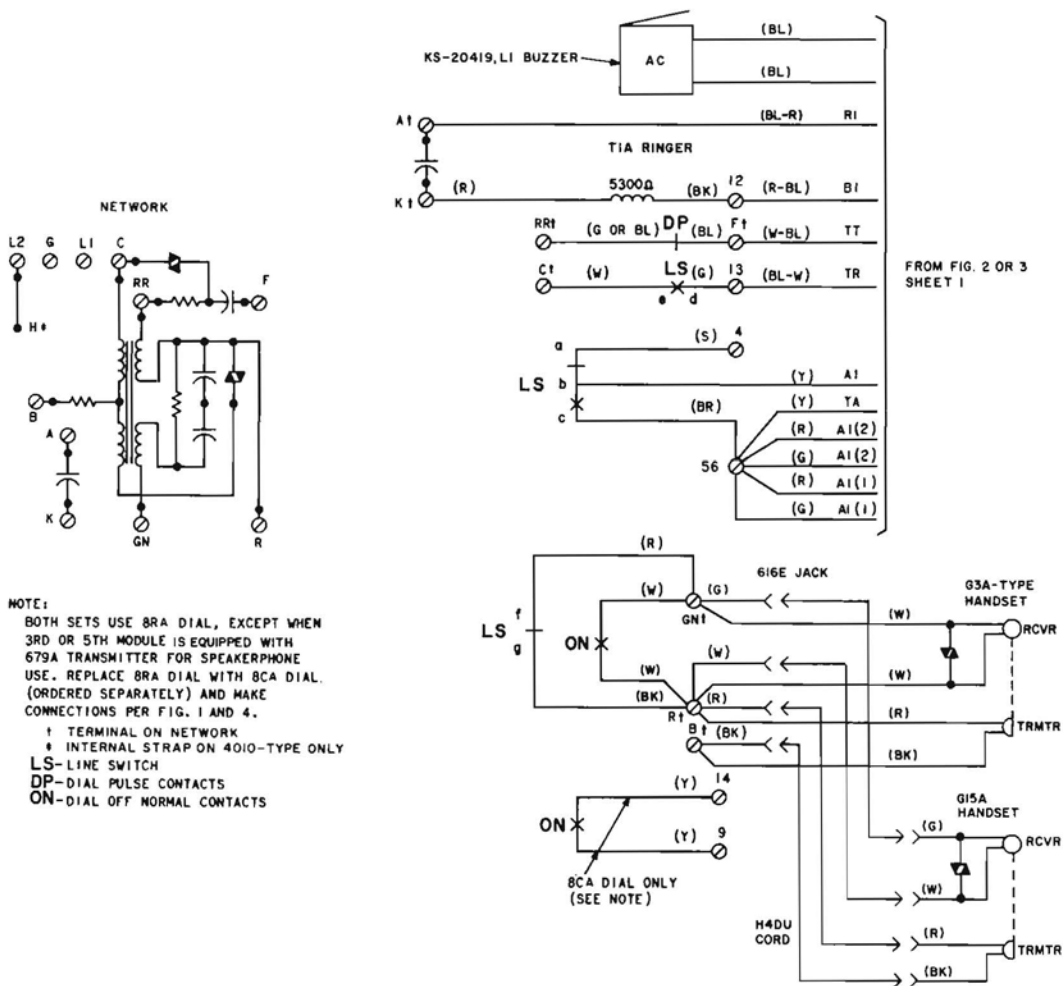 KS-20419, L1 BUZZER
AC
(BL)
(BL)
A†
(BL-R) R1
T1A RINGER
K†
(R)
5300Ω
(BK)
12
(R-BL) B1
RR†
(G OR BL)
DP
(BL)
F†
(W-BL) TT
C†
(W)
LS
(G)
e
d
13
(BL-W) TR
FROM FIG. 2 OR 3
SHEET 1
a
(S)
4
LS
b
(Y) A1
c
(BR)
56
(Y) TA
(R) A1(2)
(G) A1(2)
(R) A1(1)
(G) A1(1)
NETWORK
L2
G
L1
C
RR
F
H*
B
A
K
GN
R
NOTE:
BOTH SETS USE 8RA DIAL, EXCEPT WHEN
3RD OR 5TH MODULE IS EQUIPPED WITH
679A TRANSMITTER FOR SPEAKERPHONE
USE. REPLACE 8RA DIAL WITH 8CA DIAL.
(ORDERED SEPARATELY) AND MAKE
CONNECTIONS PER FIG. 1 AND 4.
† TERMINAL ON NETWORK
* INTERNAL STRAP ON 4010-TYPE ONLY
LS-LINE SWITCH
DP-DIAL PULSE CONTACTS
ON-DIAL OFF NORMAL CONTACTS
(R)
616E JACK
G3A-TYPE
HANDSET
f
LS
g
(W)
(G)
GN†
(W)
RCVR
ON
(W)
(W)
(W)
(BK)
R†
(R)
(R)
TRMTR
B†
(BK)
(BK)
(Y)
14
ON
(Y)
9
8CA DIAL ONLY
(SEE NOTE)
H4DU
CORD
G15A
HANDSET
(G)
RCVR
(W)
(R)
TRMTR
(BK)